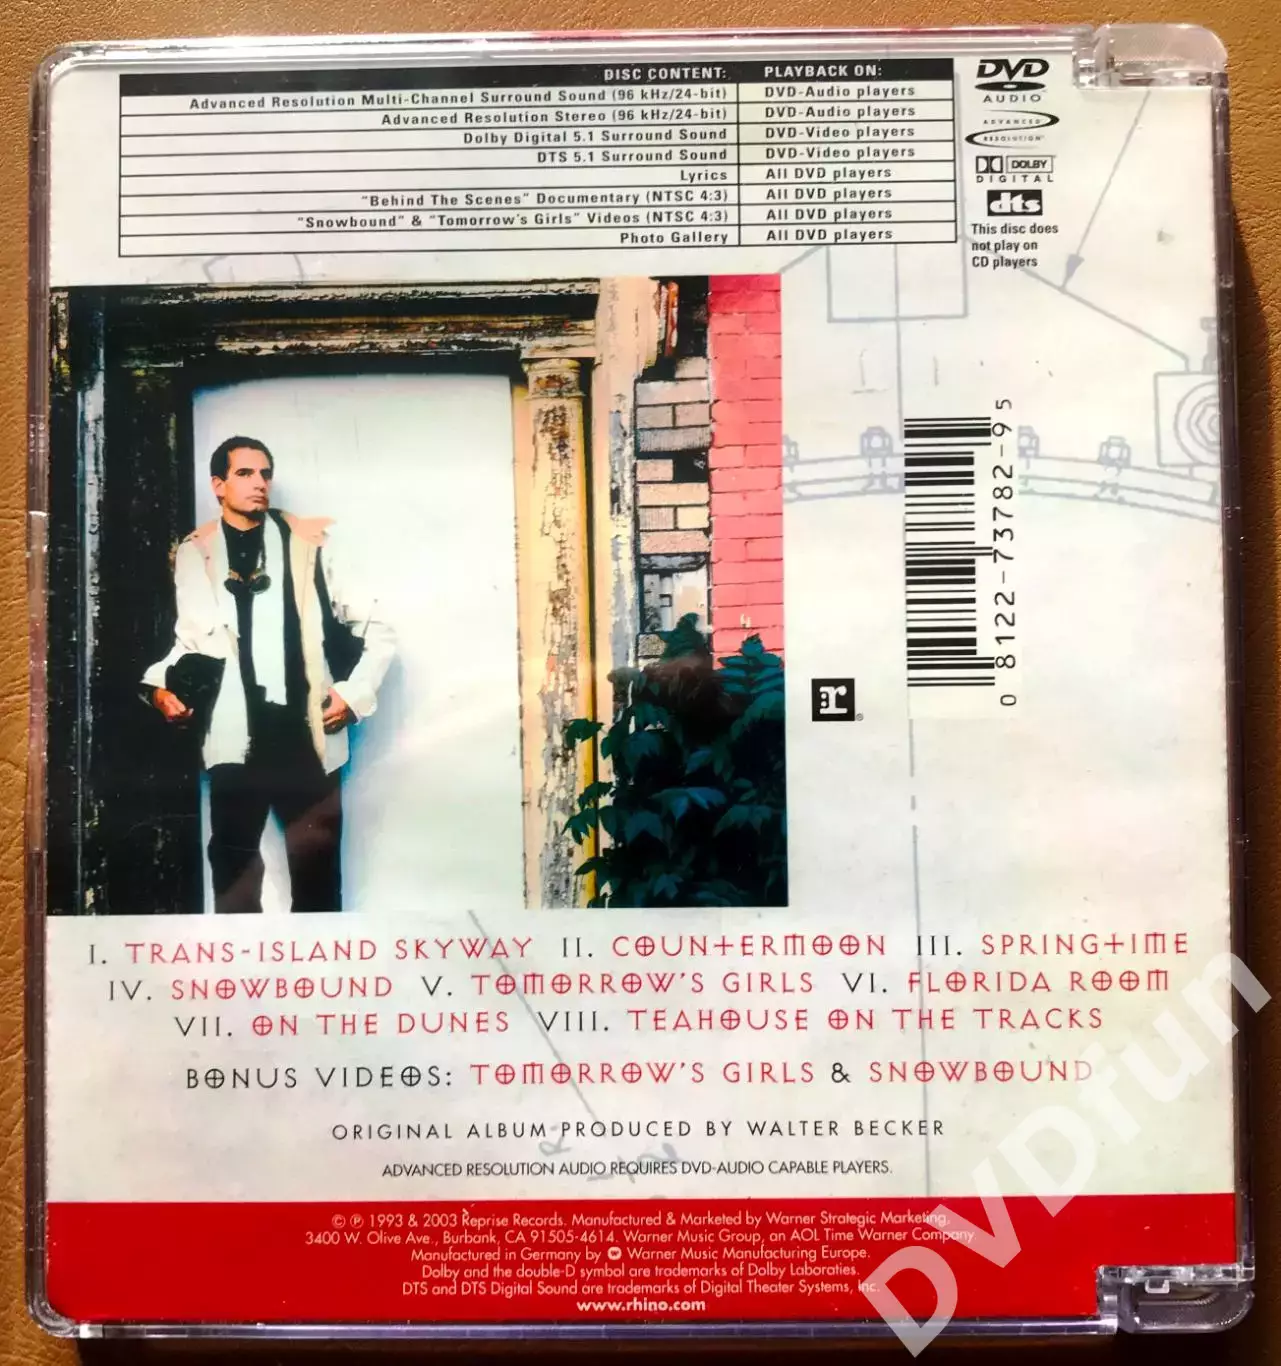 DISC CONTENT: PLAYBACK ON:
Advanced Resolution Multi-Channel Surround Sound (96 kHz/24-bit) DVD-Audio players
Advanced Resolution Stereo (96 kHz/24-bit) DVD-Audio players
Dolby Digital 5.1 Surround Sound DVD-Video players
DTS 5.1 Surround Sound DVD-Video players
Lyrics All DVD players
"Behind The Scenes" Documentary (NTSC 4:3) All DVD players
"Snowbound" & "Tomorrow's Girls" Videos (NTSC 4:3) All DVD players
Photo Gallery All DVD players
DVD
AUDIO
ADVANCED
RESOLUTION
DOLBY
DIGITAL
dts
This disc does
not play on
CD players
0 8122-73782-9 5
r®
I. TRANS-ISLAND SKYWAY II. COUNTERMOON III. SPRINGTIME
IV. SNOWBOUND V. TOMORROW'S GIRLS VI. FLORIDA ROOM
VII. ON THE DUNES VIII. TEAHOUSE ON THE TRACKS
BONUS VIDEOS: TOMORROW'S GIRLS & SNOWBOUND
ORIGINAL ALBUM PRODUCED BY WALTER BECKER
ADVANCED RESOLUTION AUDIO REQUIRES DVD-AUDIO CAPABLE PLAYERS.
© ℗ 1993 & 2003 Reprise Records. Manufactured & Marketed by Warner Strategic Marketing,
3400 W. Olive Ave., Burbank, CA 91505-4614. Warner Music Group, an AOL Time Warner Company.
Manufactured in Germany by Warner Music Manufacturing Europe.
Dolby and the double-D symbol are trademarks of Dolby Laboraties.
DTS and DTS Digital Sound are trademarks of Digital Theater Systems, Inc.
www.rhino.com
DVDfun